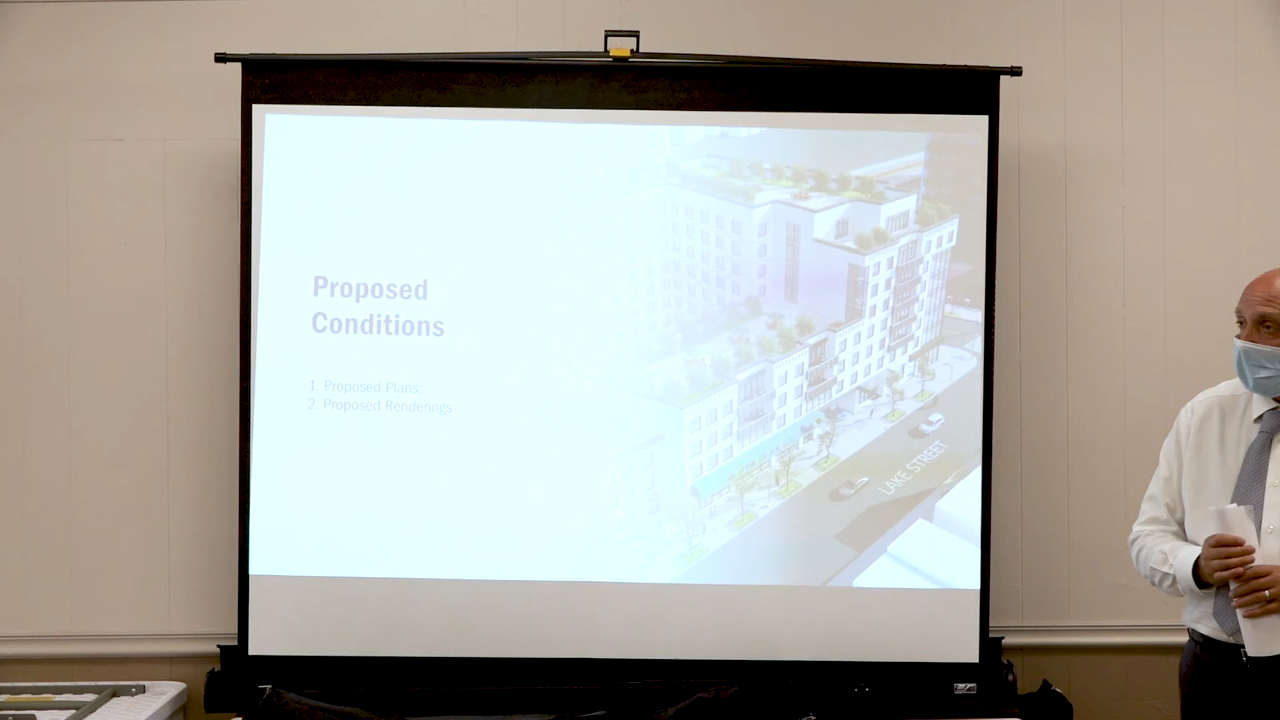 Proposed
Conditions
1. Proposed Plans,
2. Proposed Renderings
LAKE STREET